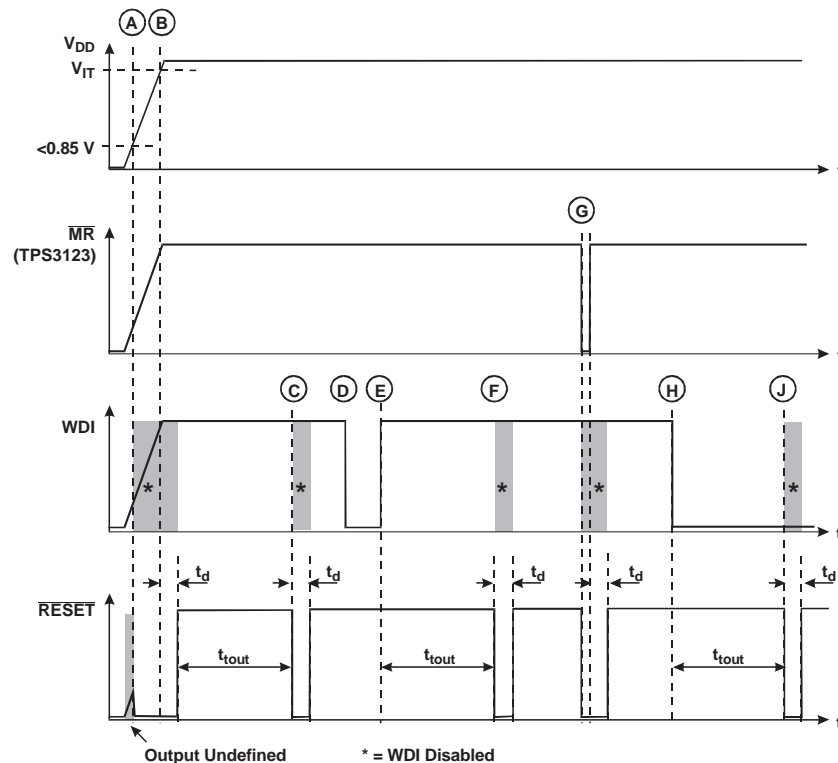 A B
VDD
VIT
<0.85 V
t
G
MR
(TPS3123)
t
C D E F H J
WDI
* * * * *
t
td td td td td
RESET
ttout ttout ttout
t
Output Undefined * = WDI Disabled